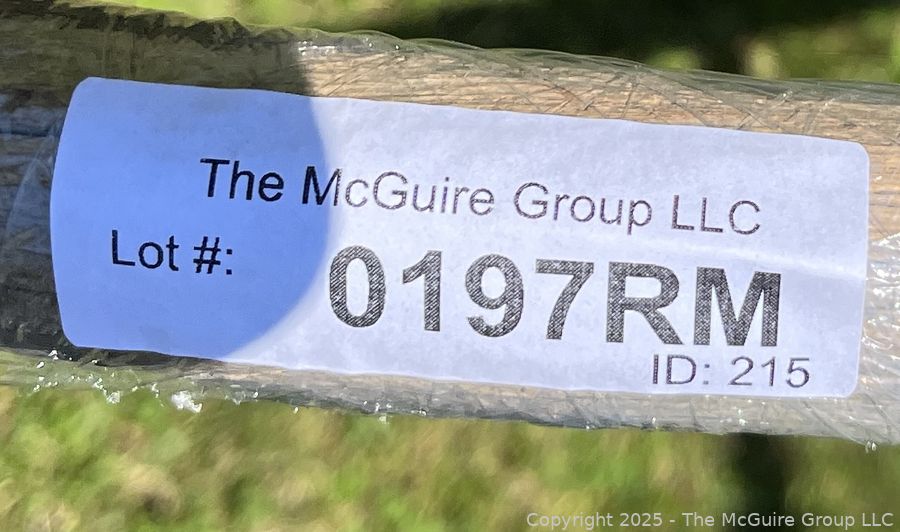 The McGuire Group LLC
Lot #: 0197RM
ID: 215
Copyright 2025 - The McGuire Group LLC